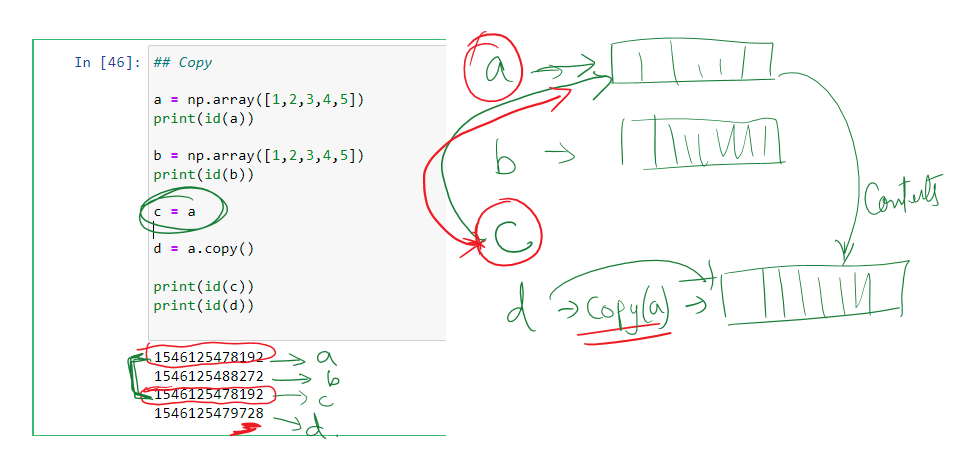 In [46]:
## Copy
a = np.array([1,2,3,4,5])
print(id(a))
b = np.array([1,2,3,4,5])
print(id(b))
c = a
d = a.copy()
print(id(c))
print(id(d))
1546125478192 a
1546125488272 b
1546125478192 c
1546125479728 d.
a
b
c
Contents
d copy(a)